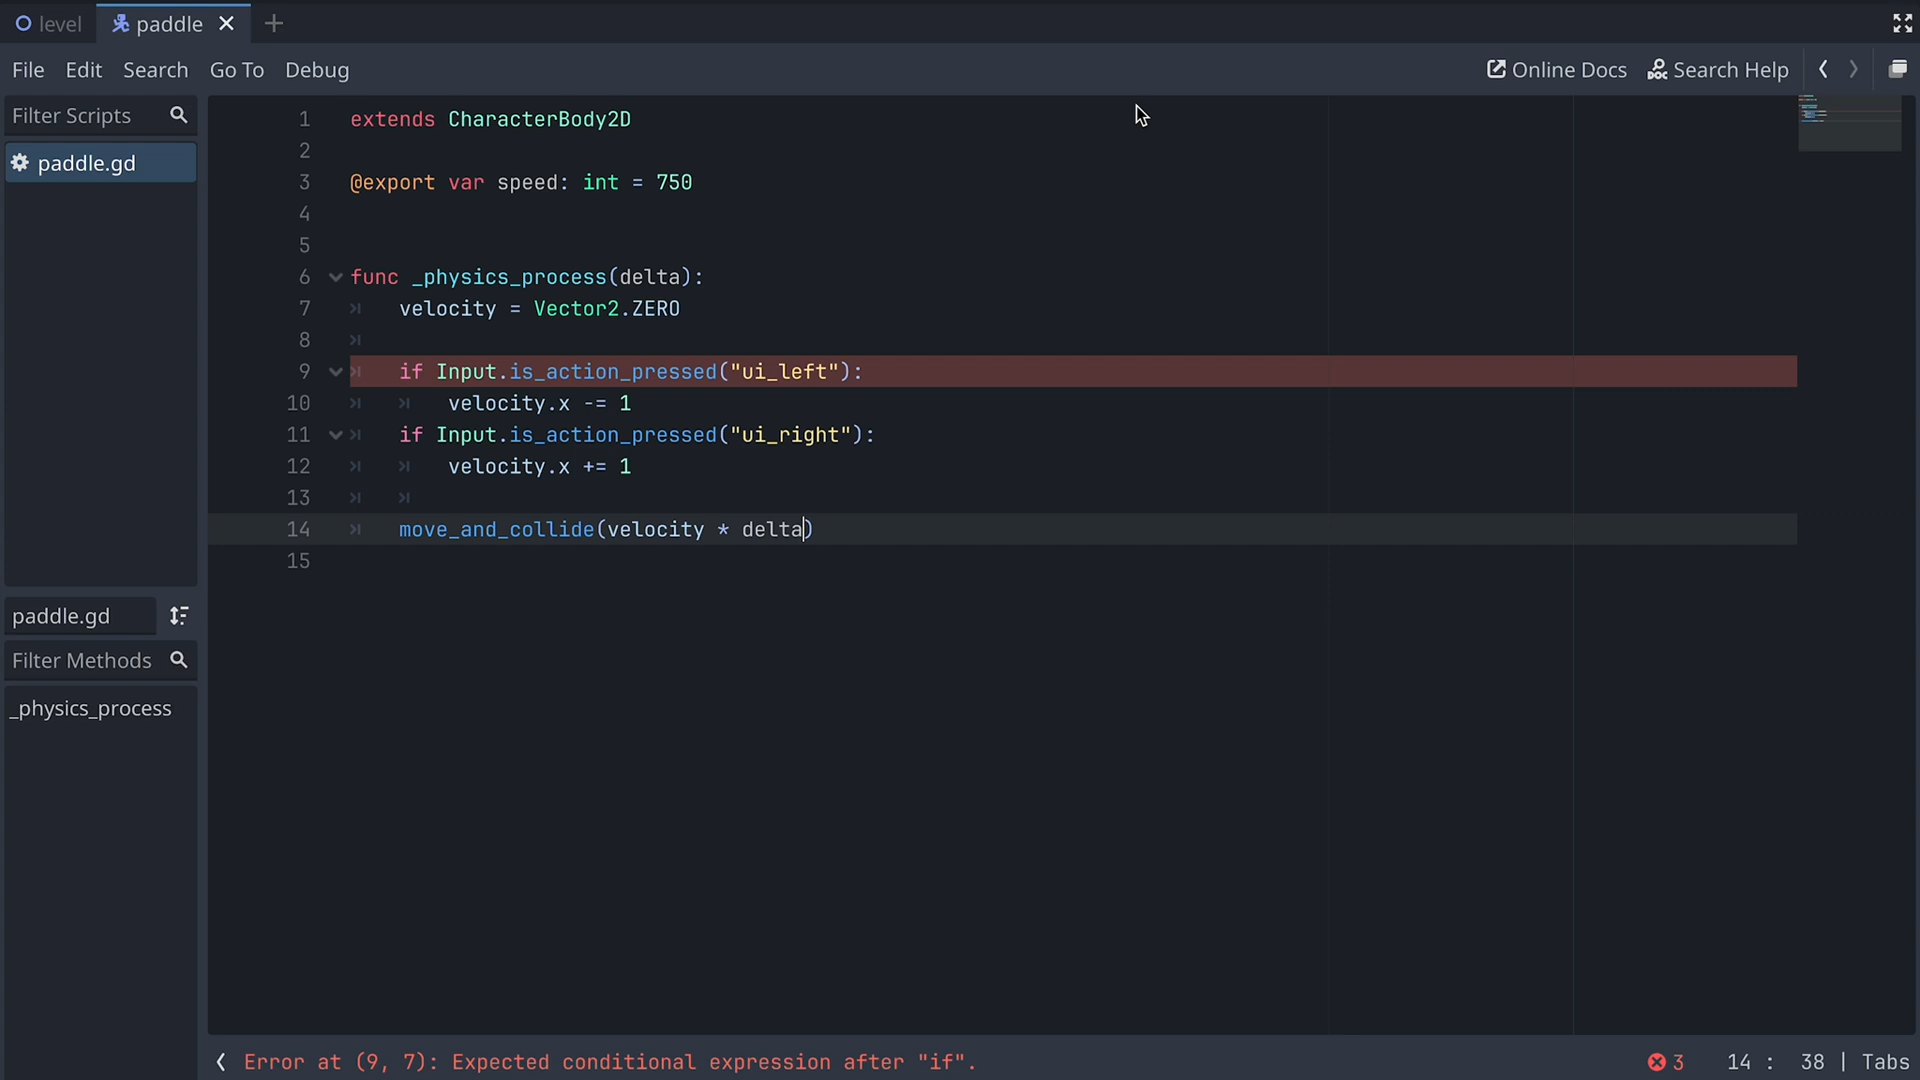 level paddle
File Edit Search Go To Debug Online Docs Search Help
Filter Scripts
paddle.gd
paddle.gd
Filter Methods
_physics_process
1 extends CharacterBody2D
2
3 @export var speed: int = 750
4
5
6 func _physics_process(delta):
7 velocity = Vector2.ZERO
8
9 if Input.is_action_pressed("ui_left"):
10 velocity.x -= 1
11 if Input.is_action_pressed("ui_right"):
12 velocity.x += 1
13
14 move_and_collide(velocity * delta)
15
Error at (9, 7): Expected conditional expression after "if". 3 14 : 38 | Tabs